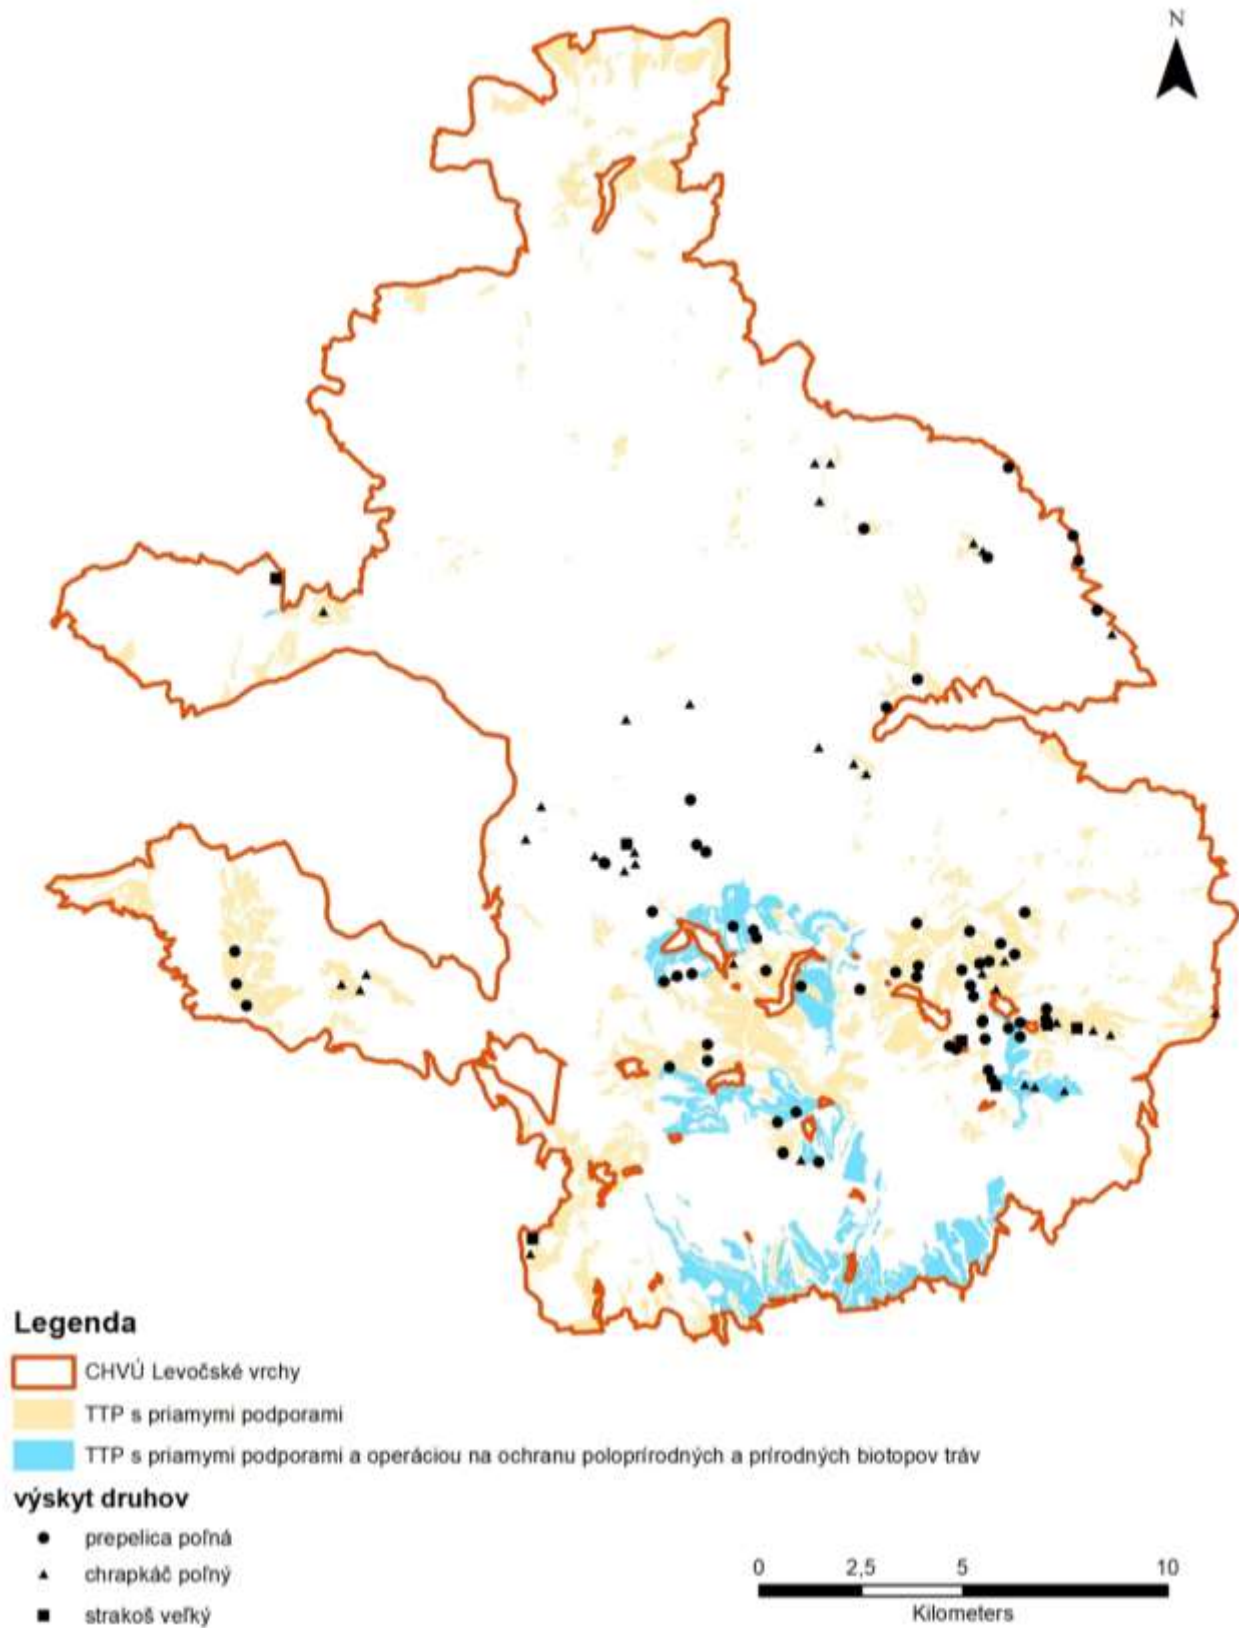 N
Legenda
CHVÚ Levočské vrchy
TTP s priamymi podporami
TTP s priamymi podporami a operáciou na ochranu poloprírodných a prírodných biotopov tráv
výskyt druhov
prepelica poľná
chrapkáč poľný
strakoš veľký
0 2,5 5 10
Kilometers